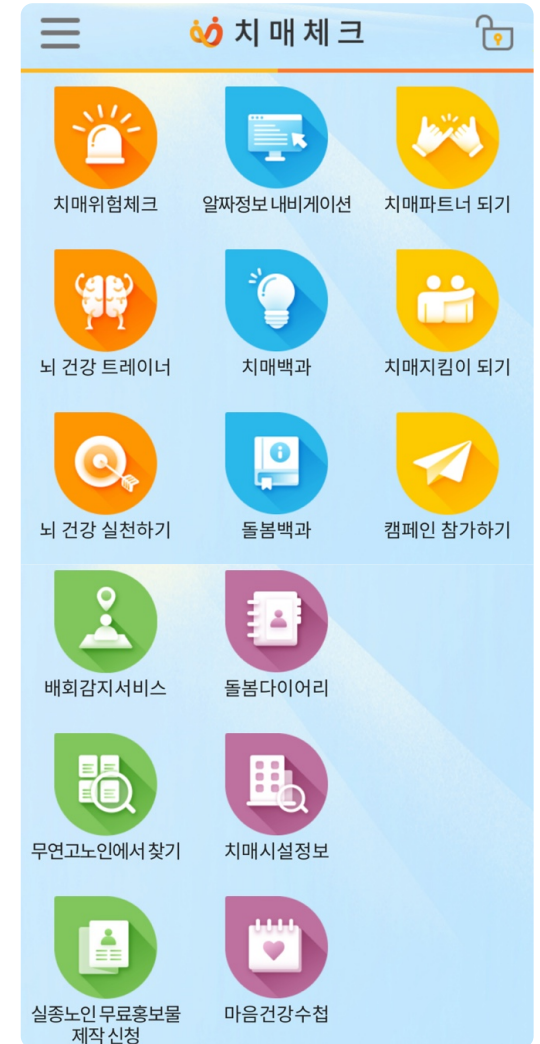 치매체크
치매위험체크
알짜정보 내비게이션
치매파트너 되기
뇌 건강 트레이너
치매백과
치매지킴이 되기
뇌 건강 실천하기
돌봄백과
캠페인 참가하기
배회감지서비스
돌봄다이어리
무연고노인에서 찾기
치매시설정보
실종노인 무료홍보물
제작 신청
마음건강수첩